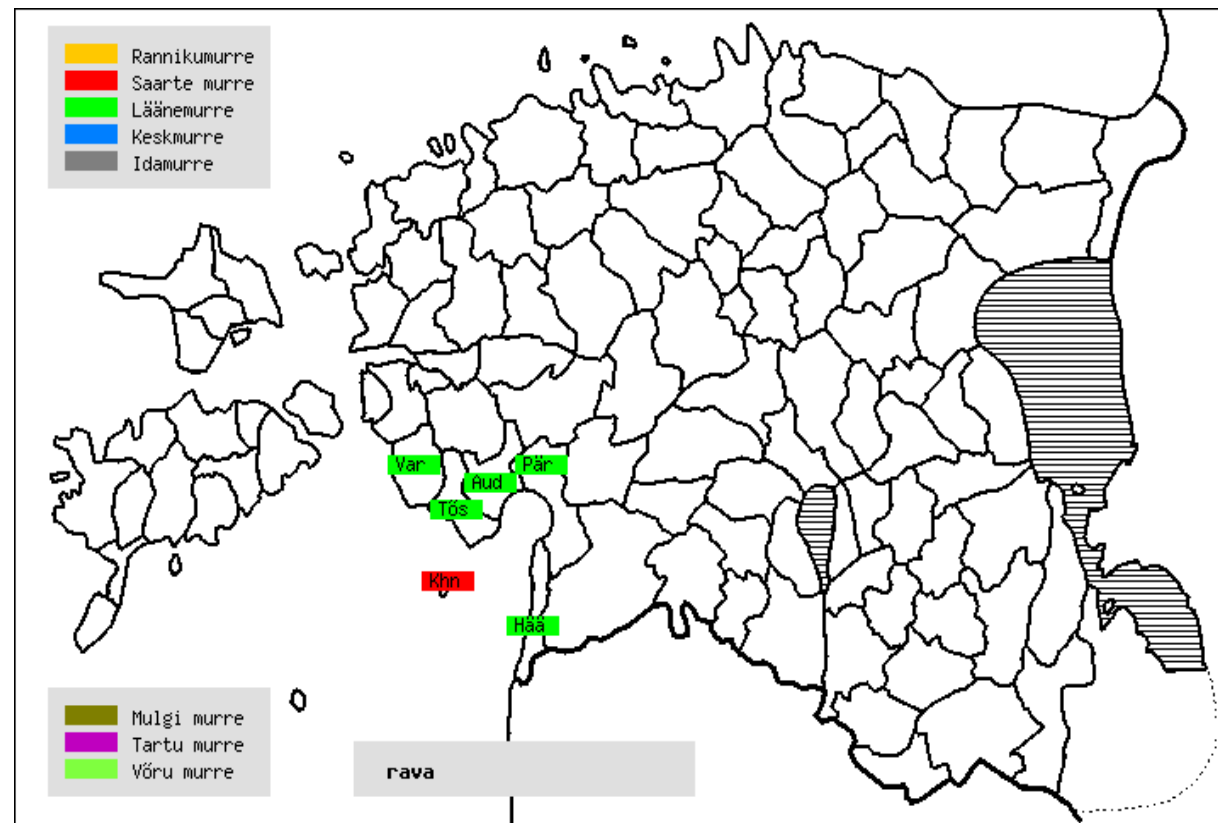 Rannikumurre
Saarte murre
Läänemurre
Keskmurre
Idamurre
Var
Pär
Aud
Tõs
Khn
Hää
Mulgi murre
Tartu murre
Võru murre
rava